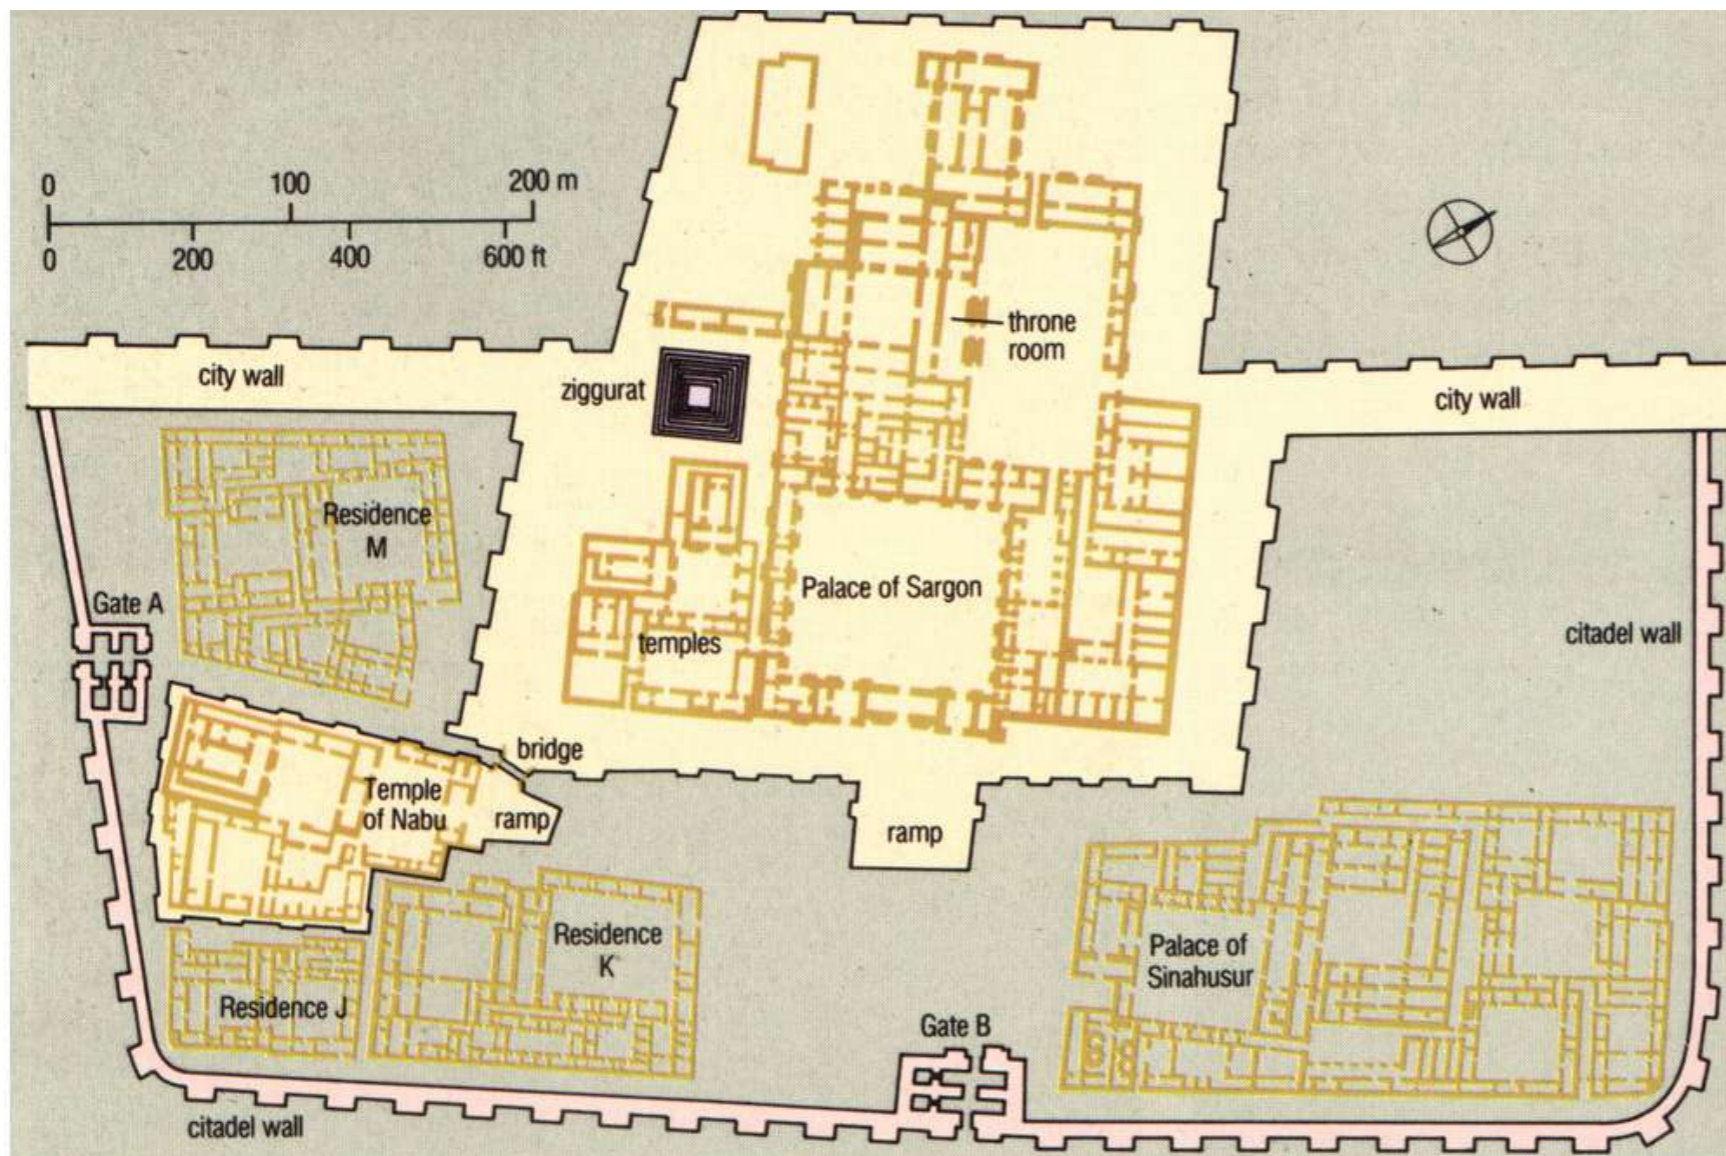 0 100 200 m
0 200 400 600 ft
throne
room
city wall
ziggurat
city wall
Residence
M
Gate A
Palace of Sargon
temples
citadel wall
bridge
Temple
of Nabu
ramp
ramp
Residence
K
Palace of
Sinahusur
Residence J
Gate B
citadel wall